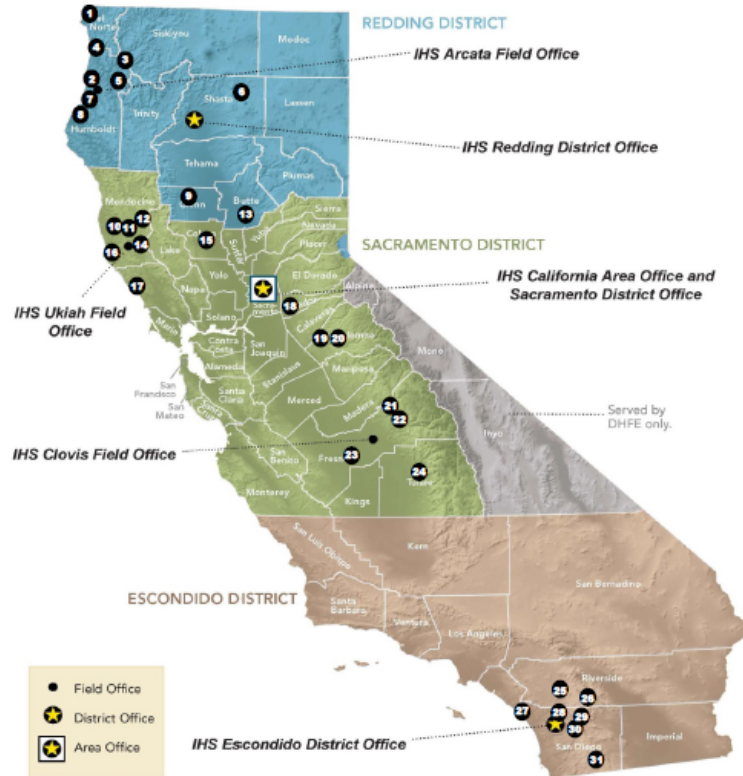 REDDING DISTRICT
IHS Arcata Field Office
IHS Redding District Office
SACRAMENTO DISTRICT
IHS California Area Office and
Sacramento District Office
IHS Ukiah Field
Office
IHS Clovis Field Office
Served by
DHFE only.
ESCONDIDO DISTRICT
IHS Escondido District Office
1
Siskiyou
Modoc
4
3
2
5
6
7
8
Shasta
Lassen
Trinity
Humboldt
Tehama
Plumas
9
Butte
13
Mendocino
10
11
12
14
15
16
17
Lake
Sutter
Yuba
Sierra
Nevada
Placer
Yolo
El Dorado
Napa
Alpine
18
Solano
Calaveras
Marin
San
Joaquin
19
20
Contra
Costa
Mono
Alameda
Stanislaus
Mariposa
San
Francisco
San
Mateo
Santa
Clara
Merced
21
Madera
22
Inyo
San
Benito
23
24
Kings
Monterey
San Luis Obispo
Kern
San Bernardino
Santa
Barbara
Ventura
Los Angeles
Riverside
25
26
27
28
29
30
San Diego
Imperial
31
Field Office
District Office
Area Office